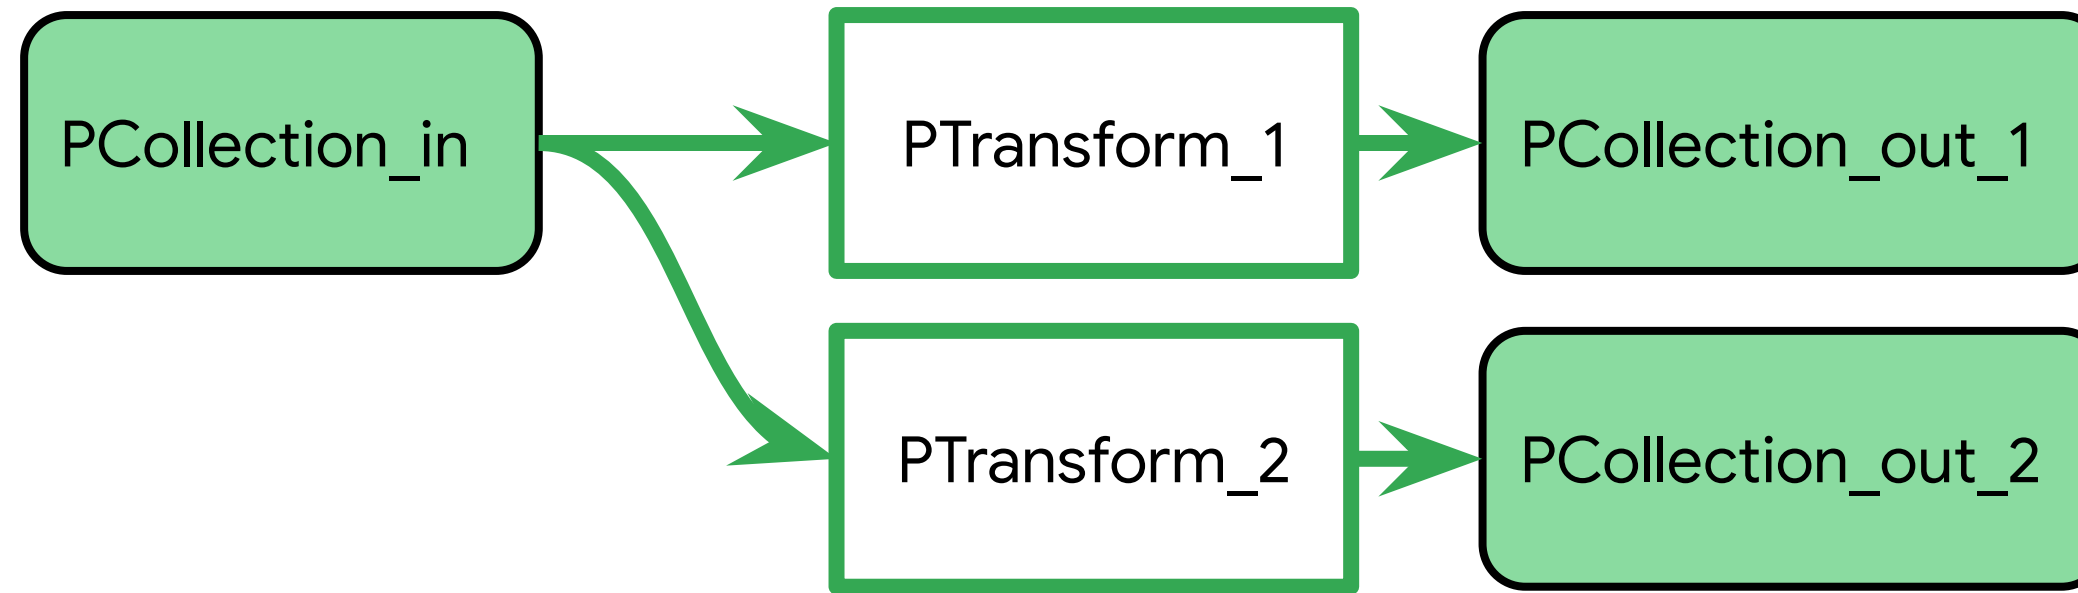 PCollection_in
PTransform_1
PCollection_out_1
PTransform_2
PCollection_out_2